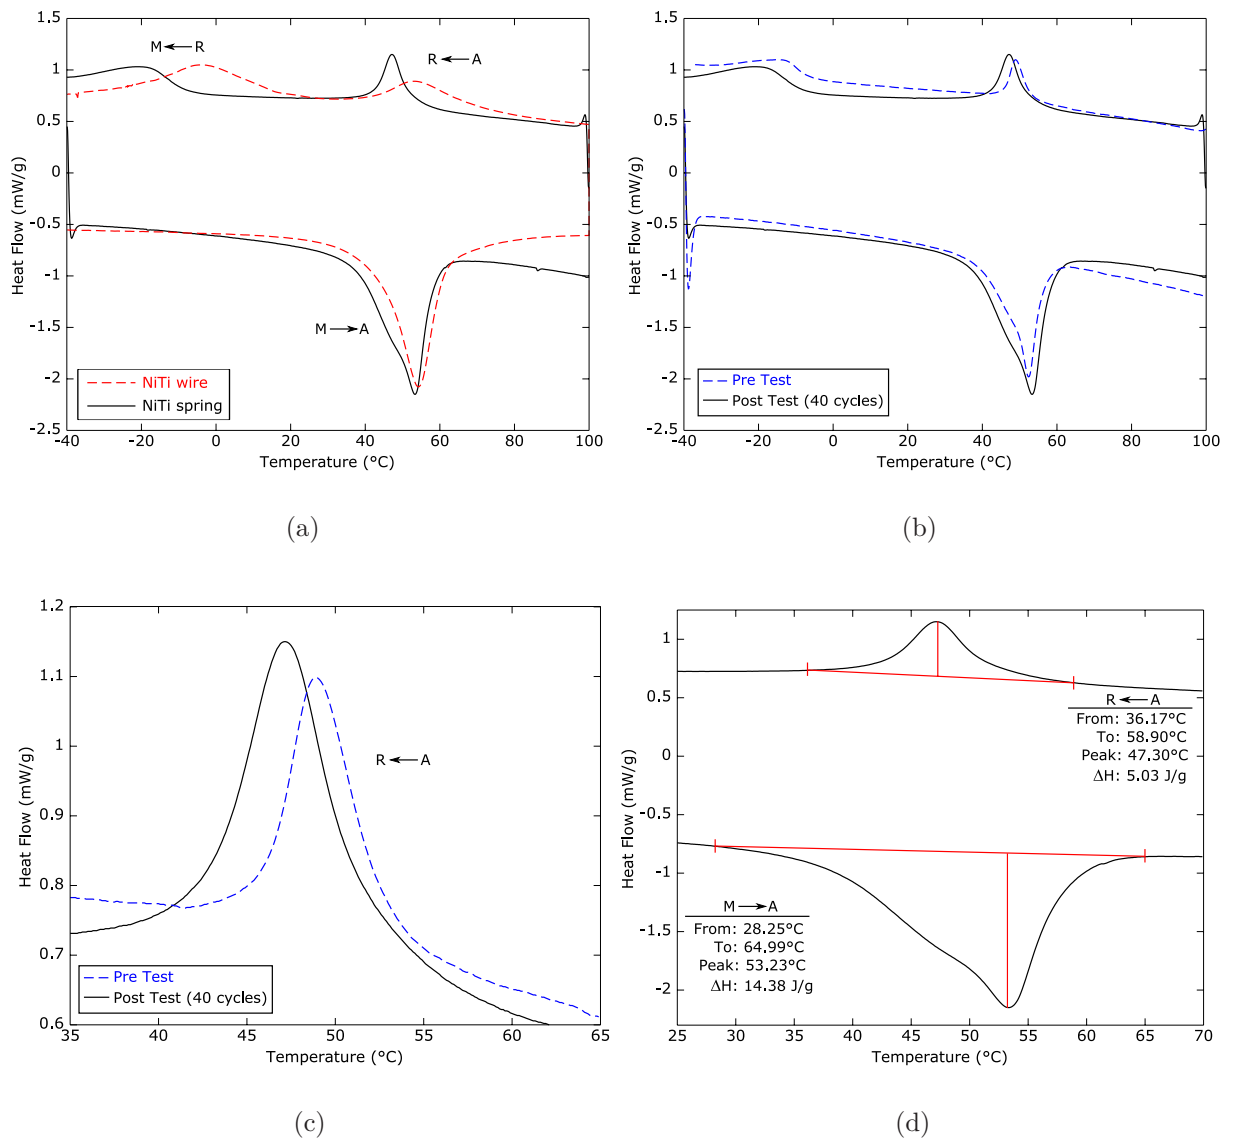 1.5
1
0.5
0
-0.5
-1
-1.5
-2
-2.5
Heat Flow (mW/g)
M ← R
R ← A
M → A
NiTi wire
NiTi spring
-40 -20 0 20 40 60 80 100
Temperature (°C)
(a)
1.5
1
0.5
0
-0.5
-1
-1.5
-2
-2.5
Heat Flow (mW/g)
Pre Test
Post Test (40 cycles)
-40 -20 0 20 40 60 80 100
Temperature (°C)
(b)
1.2
1.1
1
0.9
0.8
0.7
0.6
Heat Flow (mW/g)
R ← A
Pre Test
Post Test (40 cycles)
35 40 45 50 55 60 65
Temperature (°C)
(c)
1
0.5
0
-0.5
-1
-1.5
-2
Heat Flow (mW/g)
R ← A
From: 36.17°C
To: 58.90°C
Peak: 47.30°C
ΔH: 5.03 J/g
M → A
From: 28.25°C
To: 64.99°C
Peak: 53.23°C
ΔH: 14.38 J/g
25 30 35 40 45 50 55 60 65 70
Temperature (°C)
(d)